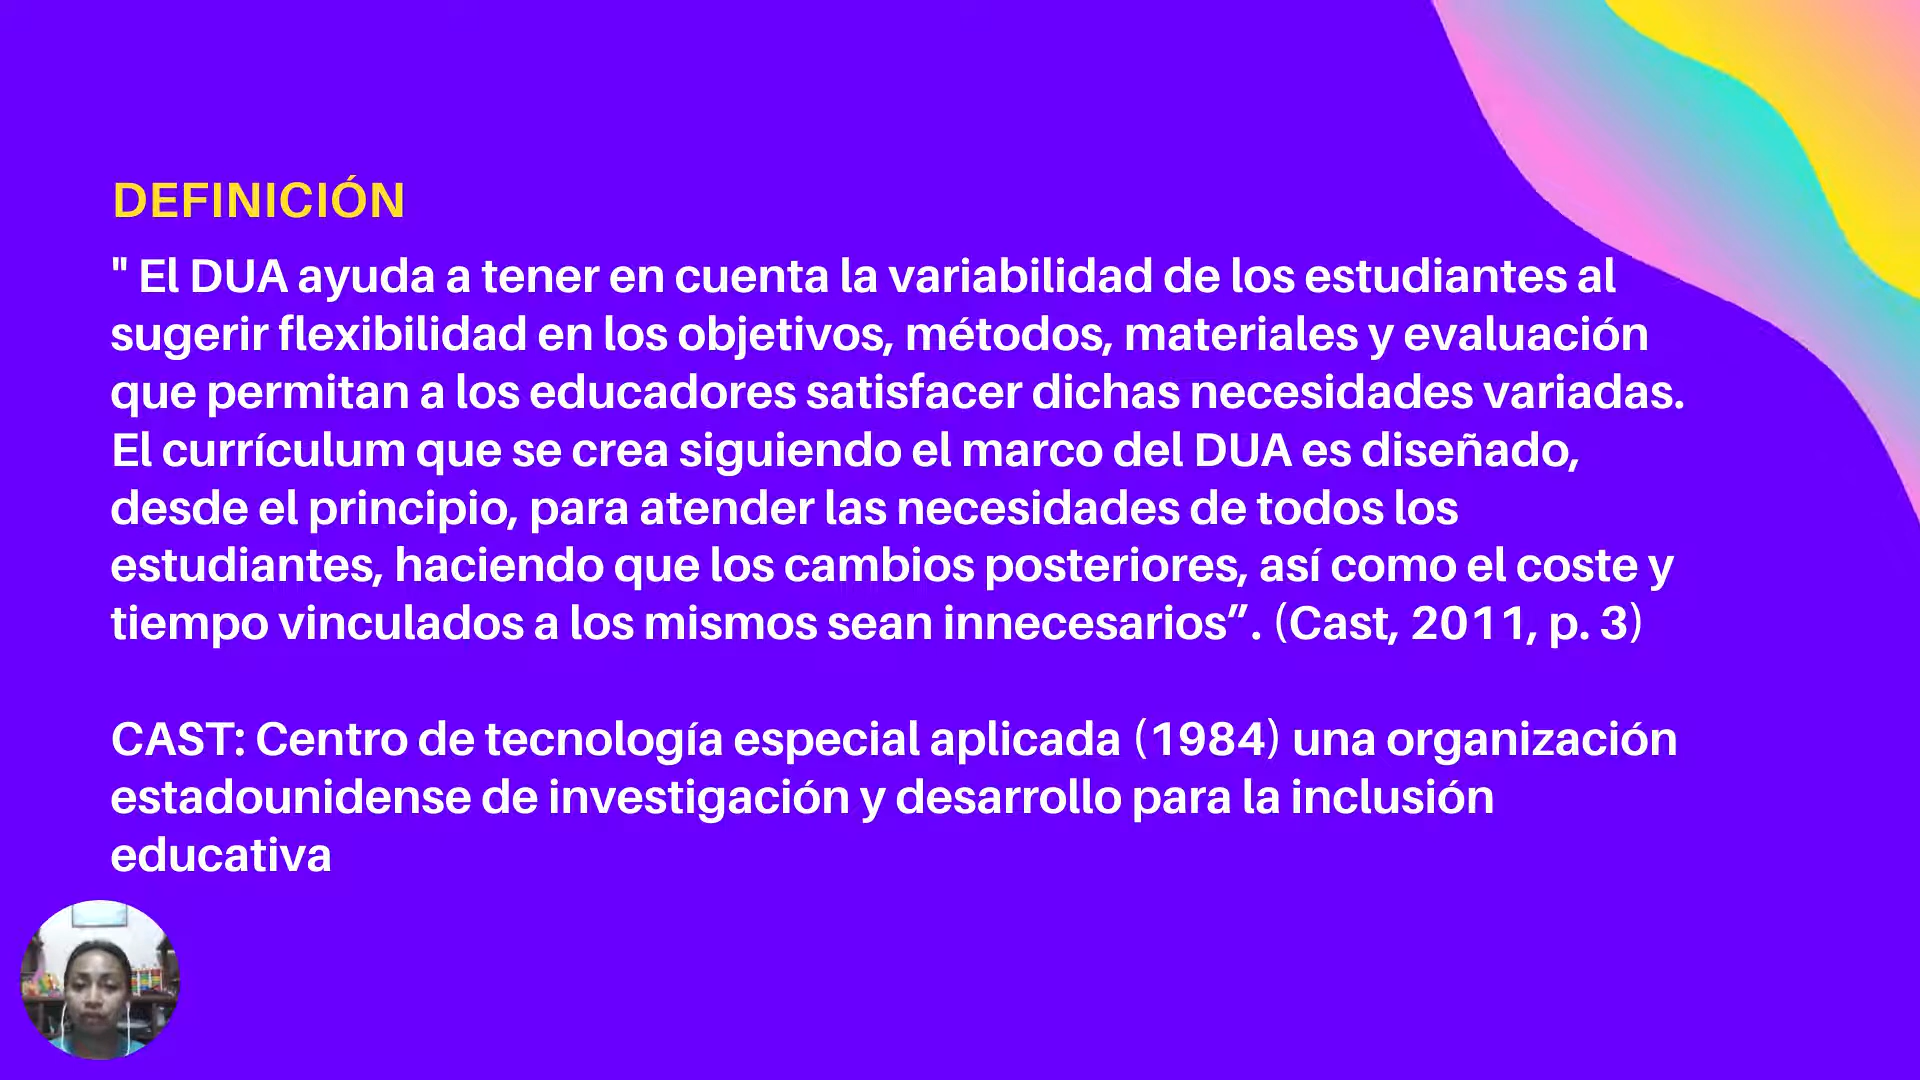 DEFINICIÓN
" El DUA ayuda a tener en cuenta la variabilidad de los estudiantes al
sugerir flexibilidad en los objetivos, métodos, materiales y evaluación
que permitan a los educadores satisfacer dichas necesidades variadas.
El currículum que se crea siguiendo el marco del DUA es diseñado,
desde el principio, para atender las necesidades de todos los
estudiantes, haciendo que los cambios posteriores, así como el coste y
tiempo vinculados a los mismos sean innecesarios”. (Cast, 2011, p. 3)
CAST: Centro de tecnología especial aplicada (1984) una organización
estadounidense de investigación y desarrollo para la inclusión
educativa